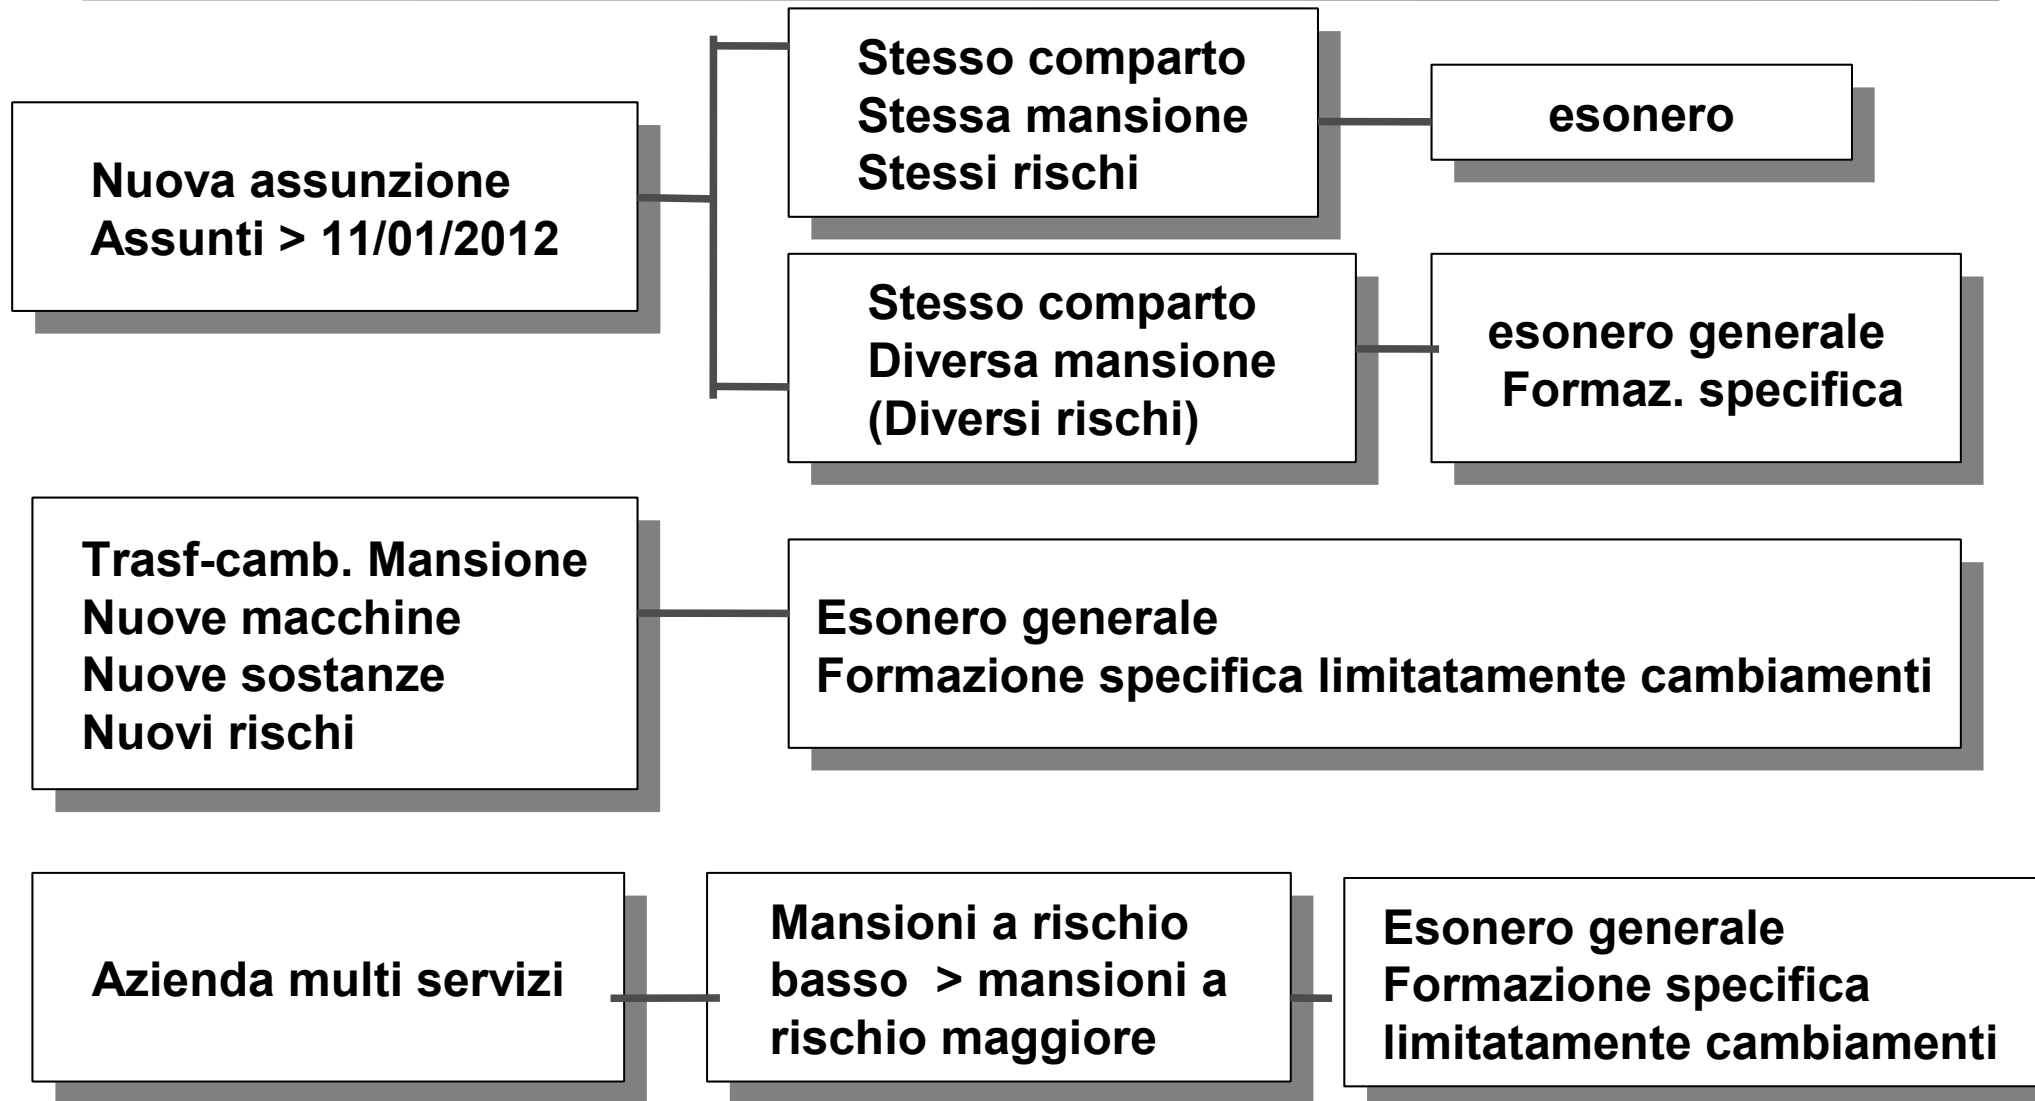 Nuova assunzione
Assunti > 11/01/2012
Stesso comparto
Stessa mansione
Stessi rischi
esonero
Stesso comparto
Diversa mansione
(Diversi rischi)
esonero generale
Formaz. specifica
Trasf-camb. Mansione
Nuove macchine
Nuove sostanze
Nuovi rischi
Esonero generale
Formazione specifica limitatamente cambiamenti
Azienda multi servizi
Mansioni a rischio
basso > mansioni a
rischio maggiore
Esonero generale
Formazione specifica
limitatamente cambiamenti